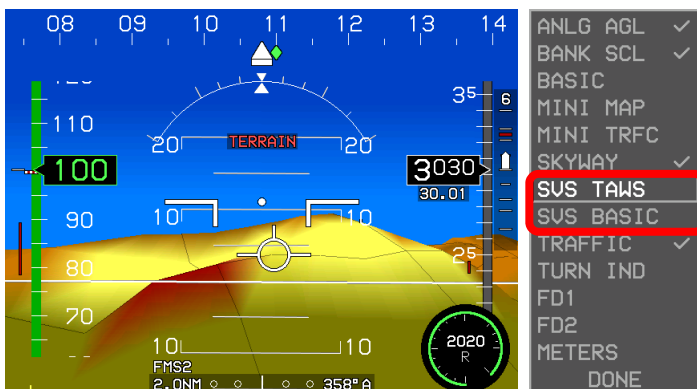 08 09 10 11 12 13 14
110
100
90
80
70
20 TERRAIN 20
10 10
10 10
35
3030
30.01
25
6
2020
R
FMS2
2.0NM 358° A
ANLG AGL ✓
BANK SCL ✓
BASIC
MINI MAP
MINI TRFC
SKYWAY ✓
SVS TAWS
SVS BASIC
TRAFFIC ✓
TURN IND
FD1
FD2
METERS
DONE